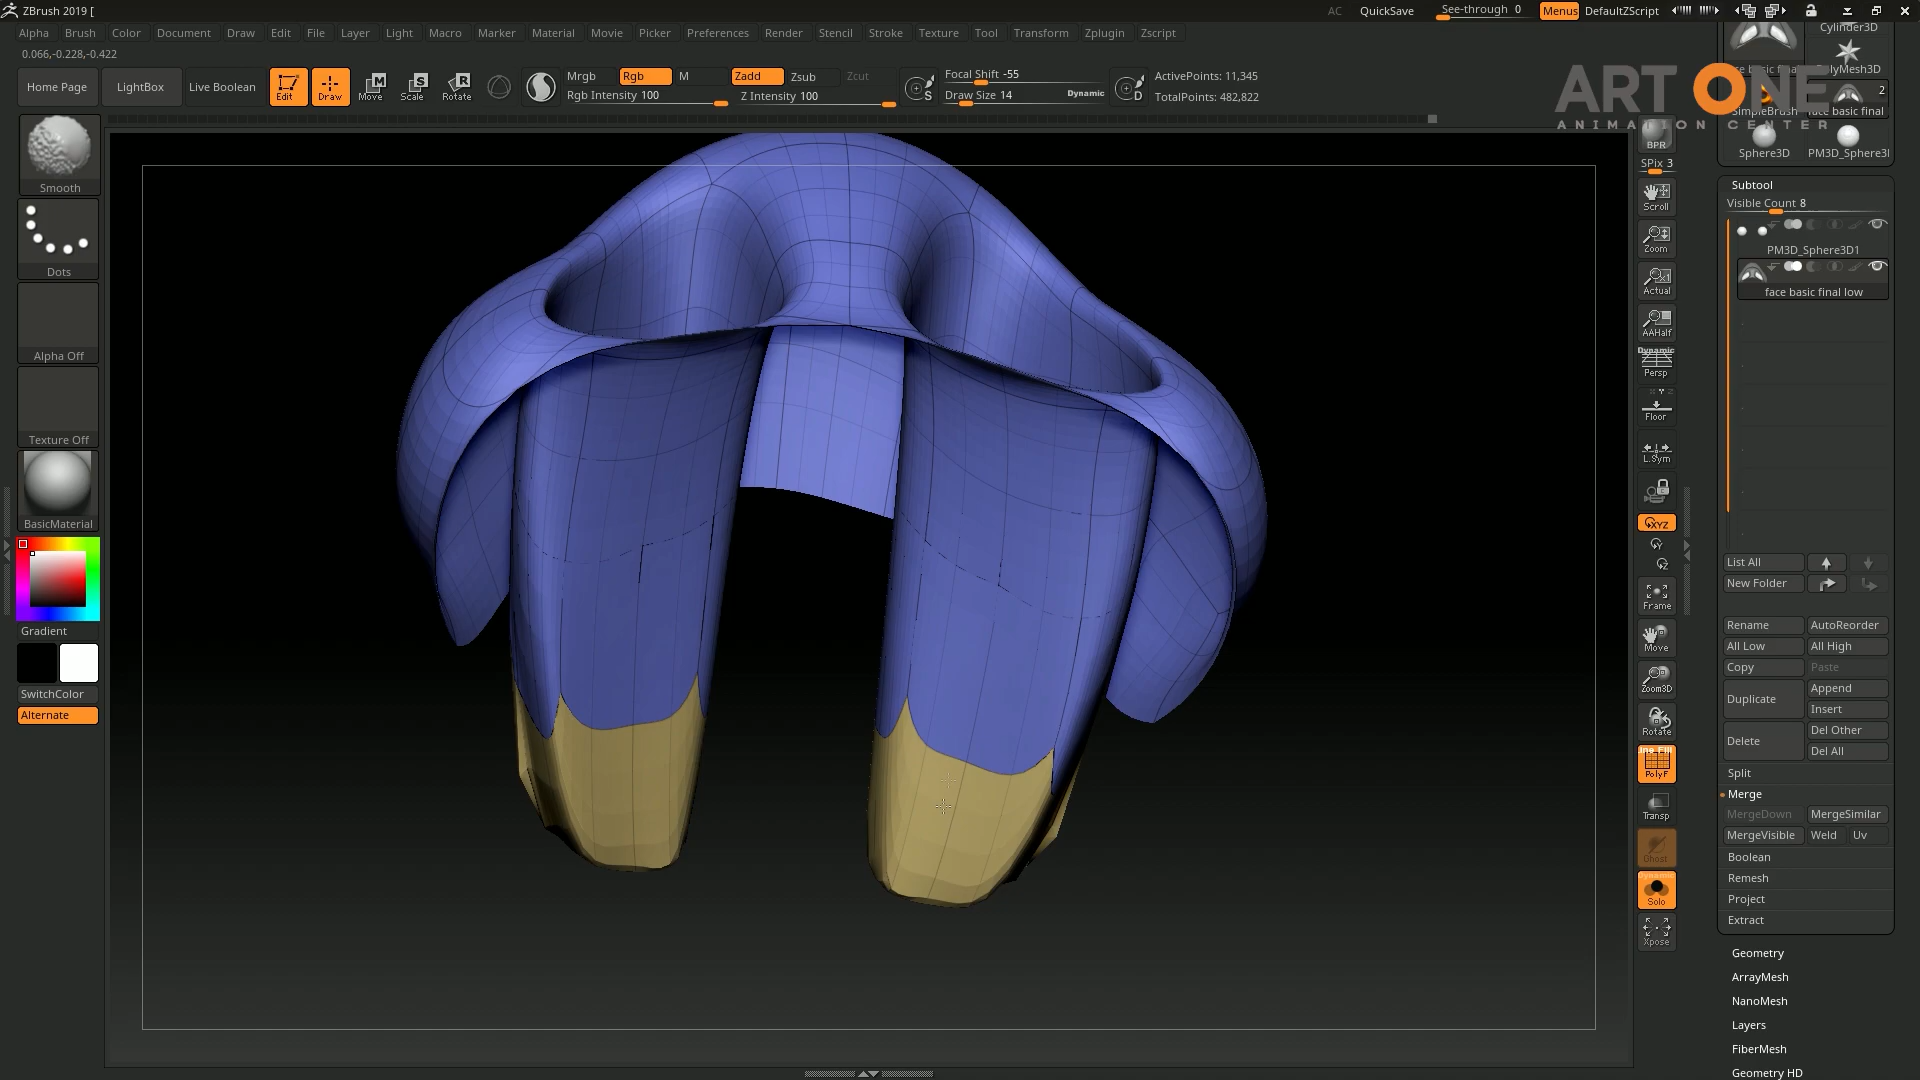 ZBrush 2019 [
AC
QuickSave
See-through 0
Menus
DefaultZScript
Alpha Brush Color Document Draw Edit File Layer Light Macro Marker Material Movie Picker Preferences Render Stencil Stroke Texture Tool Transform Zplugin Zscript
0.066,-0.228,-0.422
Home Page
LightBox
Live Boolean
Edit
Draw
Move
Scale
Rotate
Mrgb Rgb M
Rgb Intensity 100
Zadd Zsub Zcut
Z Intensity 100
Focal Shift -55
Draw Size 14
Dynamic
ActivePoints: 11,345
TotalPoints: 482,822
Smooth
Dots
Alpha Off
Texture Off
BasicMaterial
Gradient
SwitchColor
Alternate
BPR
SPix 3
Scroll
Zoom
Actual
AAHalf
Dynamic
Persp
Floor
L.Sym
XYZ
Frame
Move
Zoom3D
Rotate
PolyF
Transp
Ghost
Dynamic
Solo
Xpose
Cylinder3D
PolyMesh3D
ART ONE
ANIMATION CENTER
2
SimpleBrush
face basic final
Sphere3D
PM3D_Sphere3
Subtool
Visible Count 8
PM3D_Sphere3D1
face basic final low
List All
New Folder
Rename AutoReorder
All Low All High
Copy Paste
Duplicate Append
Insert
Delete Del Other
Del All
Split
Merge
MergeDown MergeSimilar
MergeVisible Weld Uv
Boolean
Remesh
Project
Extract
Geometry
ArrayMesh
NanoMesh
Layers
FiberMesh
Geometry HD